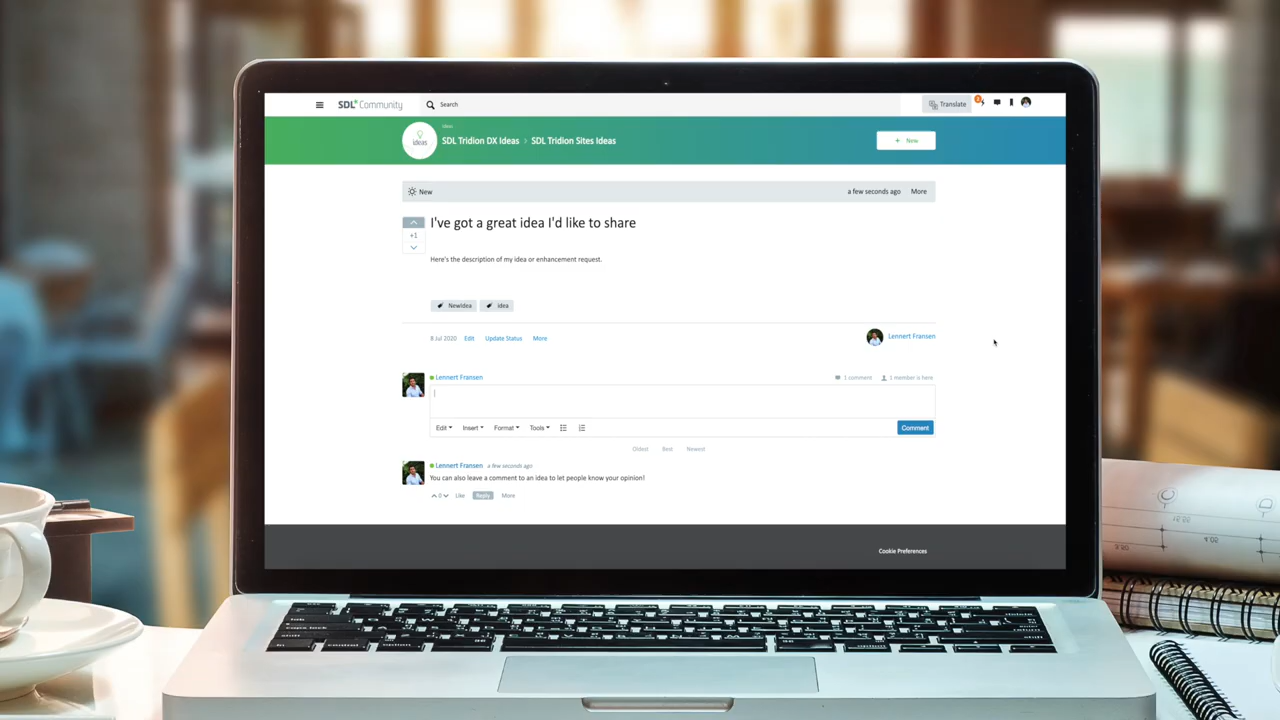 SDL* Community
Search
Translate
Idea
ideas
SDL Tridion DX Ideas > SDL Tridion Sites Ideas
+ New
New
a few seconds ago More
I've got a great idea I'd like to share
+1
Here's the description of my idea or enhancement request.
NewIdea idea
8 Jul 2020 Edit Update Status More
Lennert Fransen
Lennert Fransen
1 comment 1 member is here
Edit Insert Format Tools
Comment
Oldest Best Newest
Lennert Fransen a few seconds ago
You can also leave a comment to an idea to let people know your opinion!
0 Like Reply More
Cookie Preferences